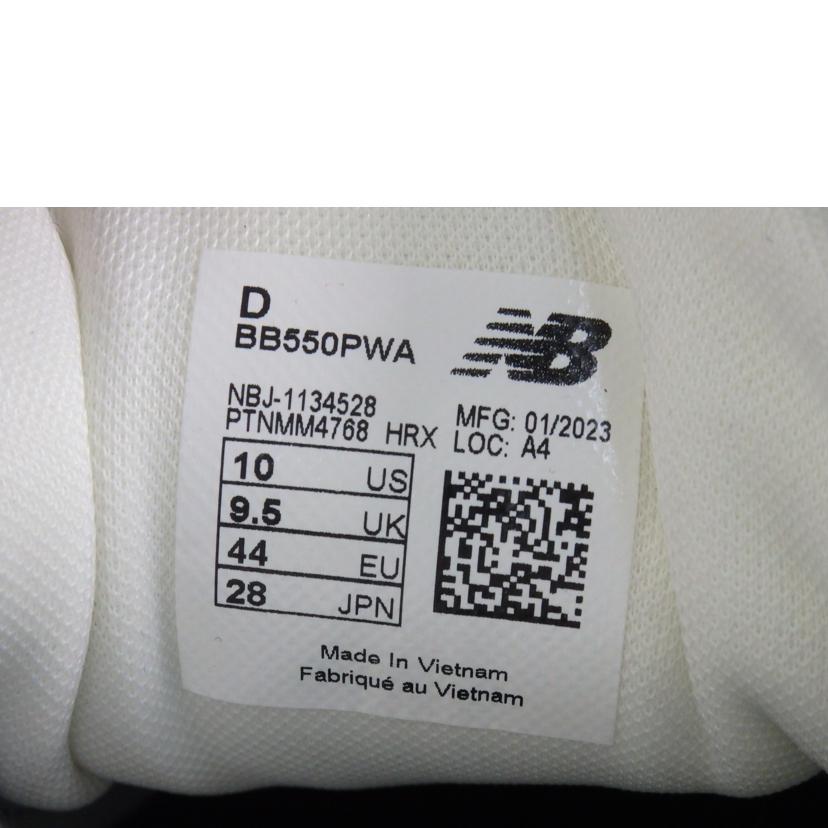 D
BB550PWA
NB
NBJ-1134528
PTNMM4768 HRX
MFG: 01/2023
LOC: A4
10 US
9.5 UK
44 EU
28 JPN
Made In Vietnam
Fabriqué au Vietnam